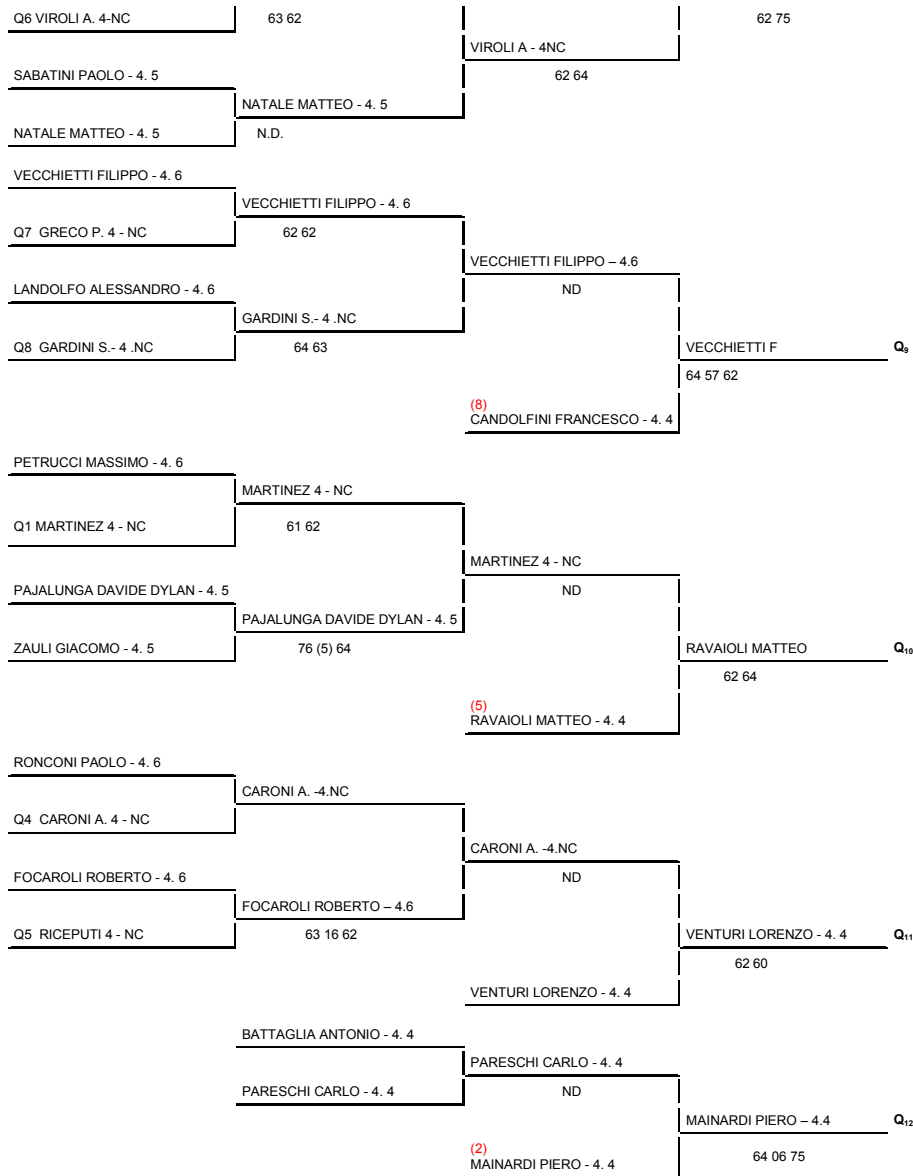 Q6 VIROLI A. 4-NC 63 62 62 75
VIROLI A - 4NC
SABATINI PAOLO - 4. 5 62 64
NATALE MATTEO - 4. 5
NATALE MATTEO - 4. 5 N.D.
VECCHIETTI FILIPPO - 4. 6
VECCHIETTI FILIPPO - 4. 6
Q7 GRECO P. 4 - NC 62 62
VECCHIETTI FILIPPO – 4.6
LANDOLFO ALESSANDRO - 4. 6 ND
GARDINI S.- 4 .NC
Q8 GARDINI S.- 4 .NC 64 63 VECCHIETTI F Q9
64 57 62
(8)
CANDOLFINI FRANCESCO - 4. 4
PETRUCCI MASSIMO - 4. 6
MARTINEZ 4 - NC
Q1 MARTINEZ 4 - NC 61 62
MARTINEZ 4 - NC
PAJALUNGA DAVIDE DYLAN - 4. 5 ND
PAJALUNGA DAVIDE DYLAN - 4. 5
ZAULI GIACOMO - 4. 5 76 (5) 64 RAVAIOLI MATTEO Q10
62 64
(5)
RAVAIOLI MATTEO - 4. 4
RONCONI PAOLO - 4. 6
CARONI A. -4.NC
Q4 CARONI A. 4 - NC
CARONI A. -4.NC
FOCAROLI ROBERTO - 4. 6 ND
FOCAROLI ROBERTO – 4.6
Q5 RICEPUTI 4 - NC 63 16 62 VENTURI LORENZO - 4. 4 Q11
62 60
VENTURI LORENZO - 4. 4
BATTAGLIA ANTONIO - 4. 4
PARESCHI CARLO - 4. 4
PARESCHI CARLO - 4. 4 ND
MAINARDI PIERO – 4.4 Q12
(2)
MAINARDI PIERO - 4. 4 64 06 75